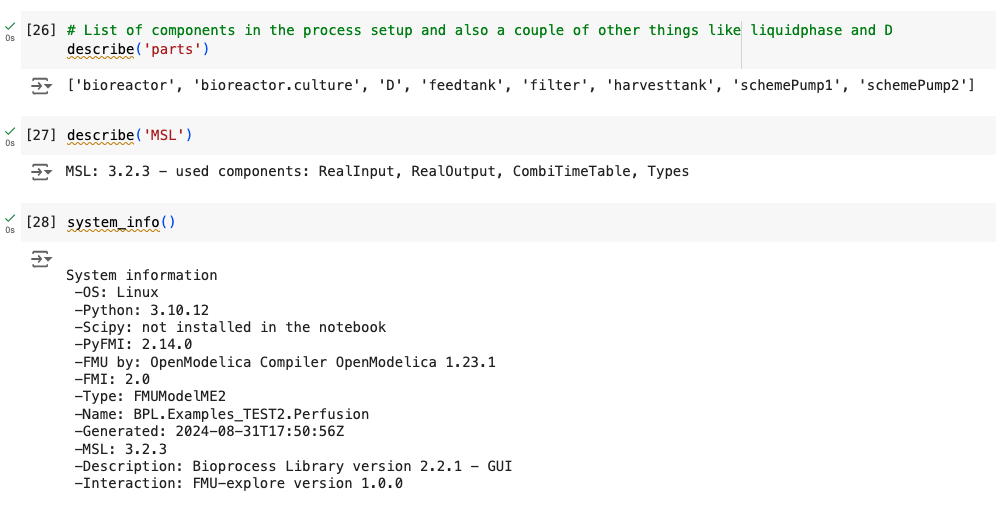 [26] # List of components in the process setup and also a couple of other things like liquidphase and D
0s
describe('parts')
['bioreactor', 'bioreactor.culture', 'D', 'feedtank', 'filter', 'harvesttank', 'schemePump1', 'schemePump2']
[27] describe('MSL')
0s
MSL: 3.2.3 – used components: RealInput, RealOutput, CombiTimeTable, Types
[28] system_info()
0s
System information
–OS: Linux
–Python: 3.10.12
–Scipy: not installed in the notebook
–PyFMI: 2.14.0
–FMU by: OpenModelica Compiler OpenModelica 1.23.1
–FMI: 2.0
–Type: FMUModelME2
–Name: BPL.Examples_TEST2.Perfusion
–Generated: 2024-08-31T17:50:56Z
–MSL: 3.2.3
–Description: Bioprocess Library version 2.2.1 – GUI
–Interaction: FMU-explore version 1.0.0